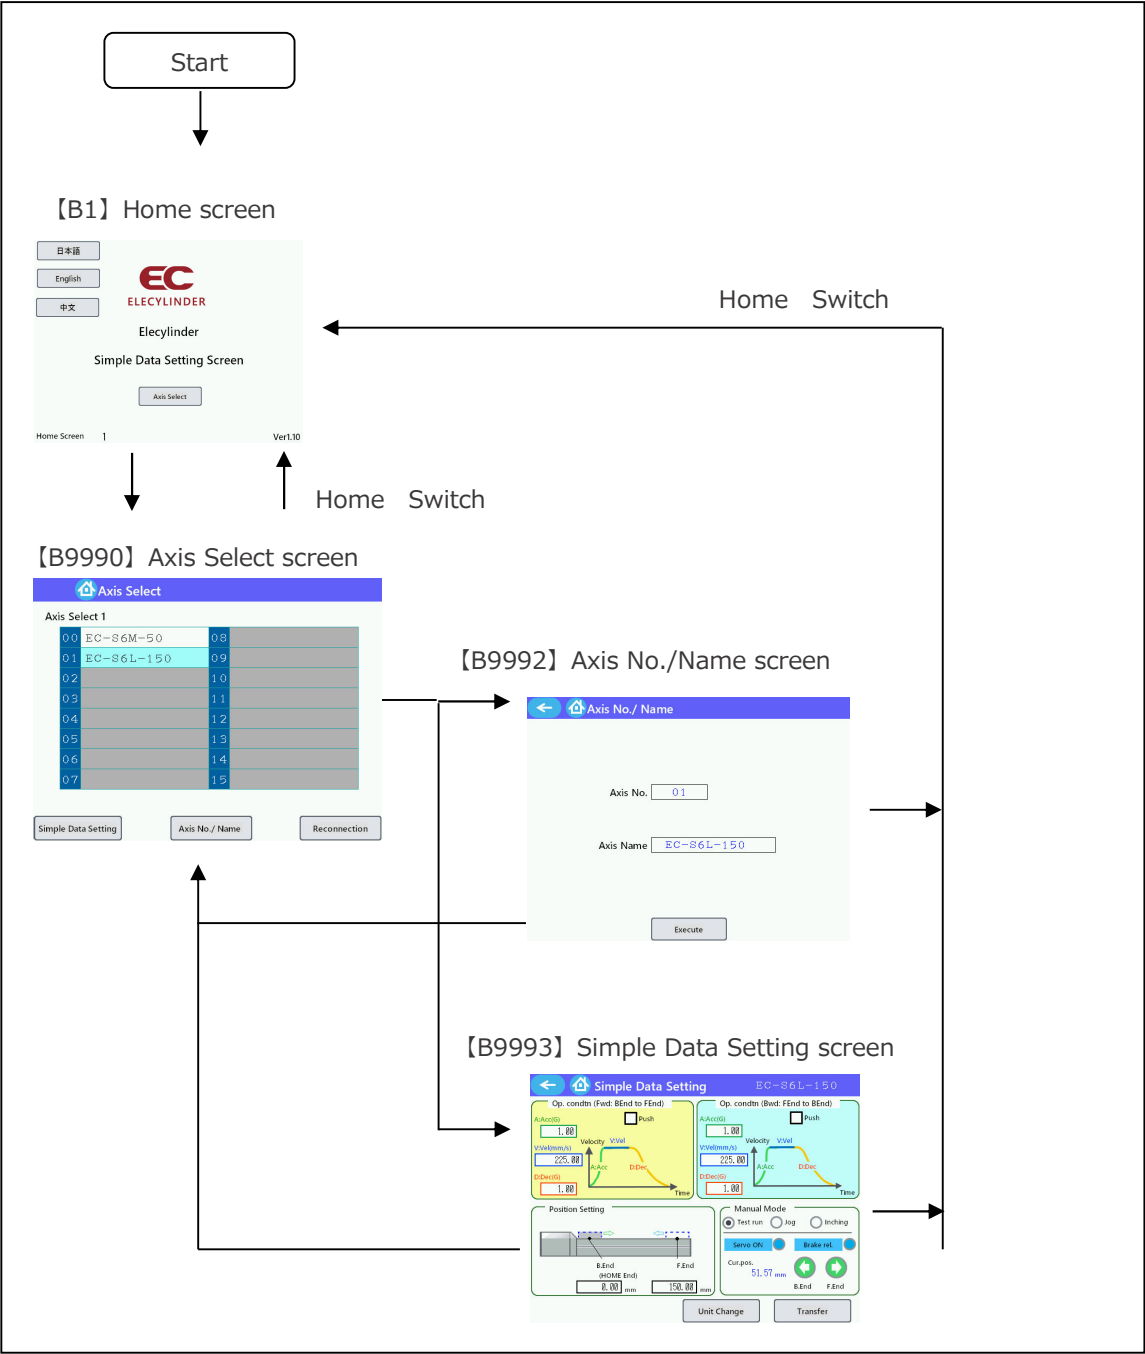 Start
【B1】Home screen
日本語
English
中文
EC
ELECYLINDER
Elecylinder
Simple Data Setting Screen
Axis Select
Home Screen 1
Ver1.10
Home Switch
Home Switch
【B9990】Axis Select screen
Axis Select
Axis Select 1
00 EC-S6M-50 08
01 EC-S6L-150 09
02 10
03 11
04 12
05 13
06 14
07 15
Simple Data Setting
Axis No./ Name
Reconnection
【B9992】Axis No./Name screen
Axis No./ Name
Axis No. 01
Axis Name EC-S6L-150
Execute
【B9993】Simple Data Setting screen
Simple Data Setting EC-S6L-150
Op. condtn (Fwd: BEnd to FEnd)
A:Acc(G)
1.00
Push
V:Vel(mm/s)
225.00
D:Dec(G)
1.00
Velocity
V:Vel
A:Acc
D:Dec
Time
Op. condtn (Bwd: FEnd to BEnd)
A:Acc(G)
1.00
Push
V:Vel(mm/s)
225.00
D:Dec(G)
1.00
Velocity
V:Vel
A:Acc
D:Dec
Time
Position Setting
B.End
F.End
(HOME End)
0.00 mm
150.00 mm
Manual Mode
Test run
Jog
Inching
Servo ON
Brake rel.
Cur.pos.
51.57 mm
B.End
F.End
Unit Change
Transfer